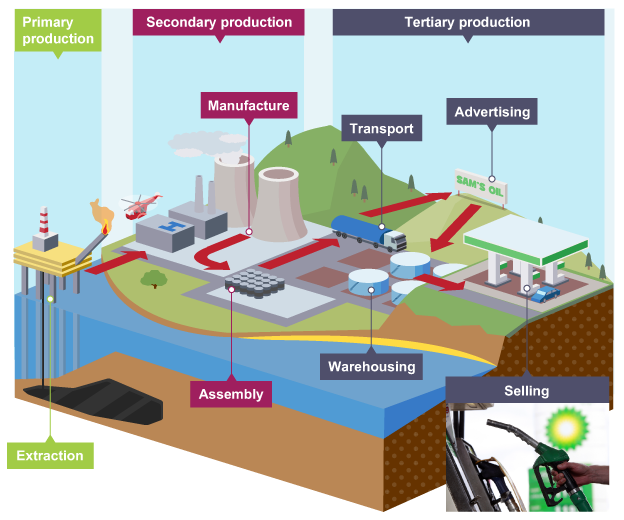 Primary
production
Secondary production
Tertiary production
Manufacture
Transport
Advertising
SAM'S OIL
H
Assembly
Warehousing
Selling
Extraction